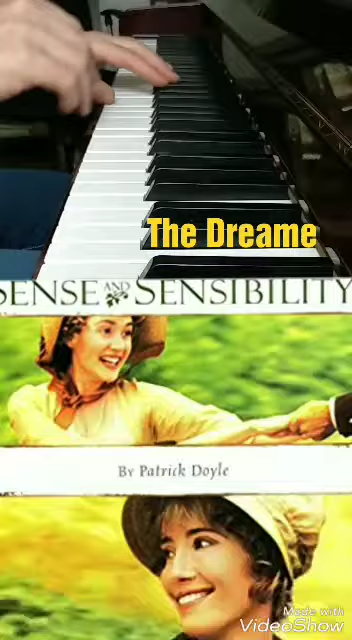 The Dreame
SENSE AND SENSIBILITY
By Patrick Doyle
Made with
VideoShow